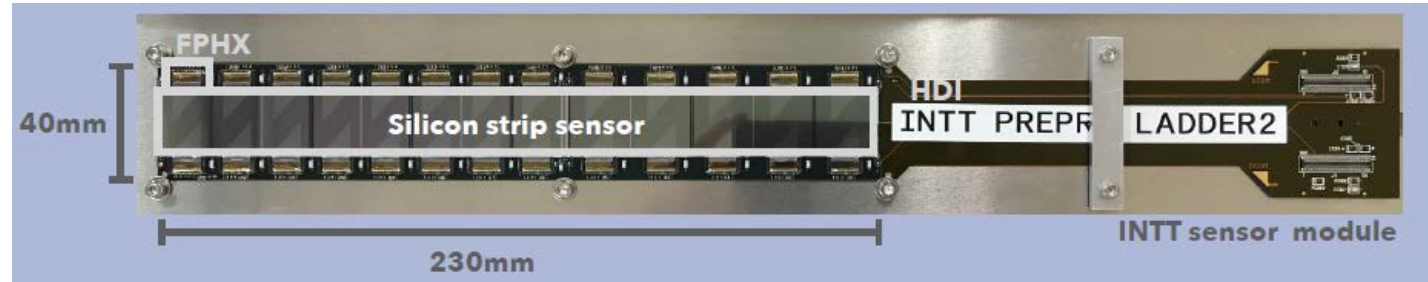 FPHX
40mm
Silicon strip sensor
HDI
INTT PREPR LADDER2
INTT sensor module
230mm